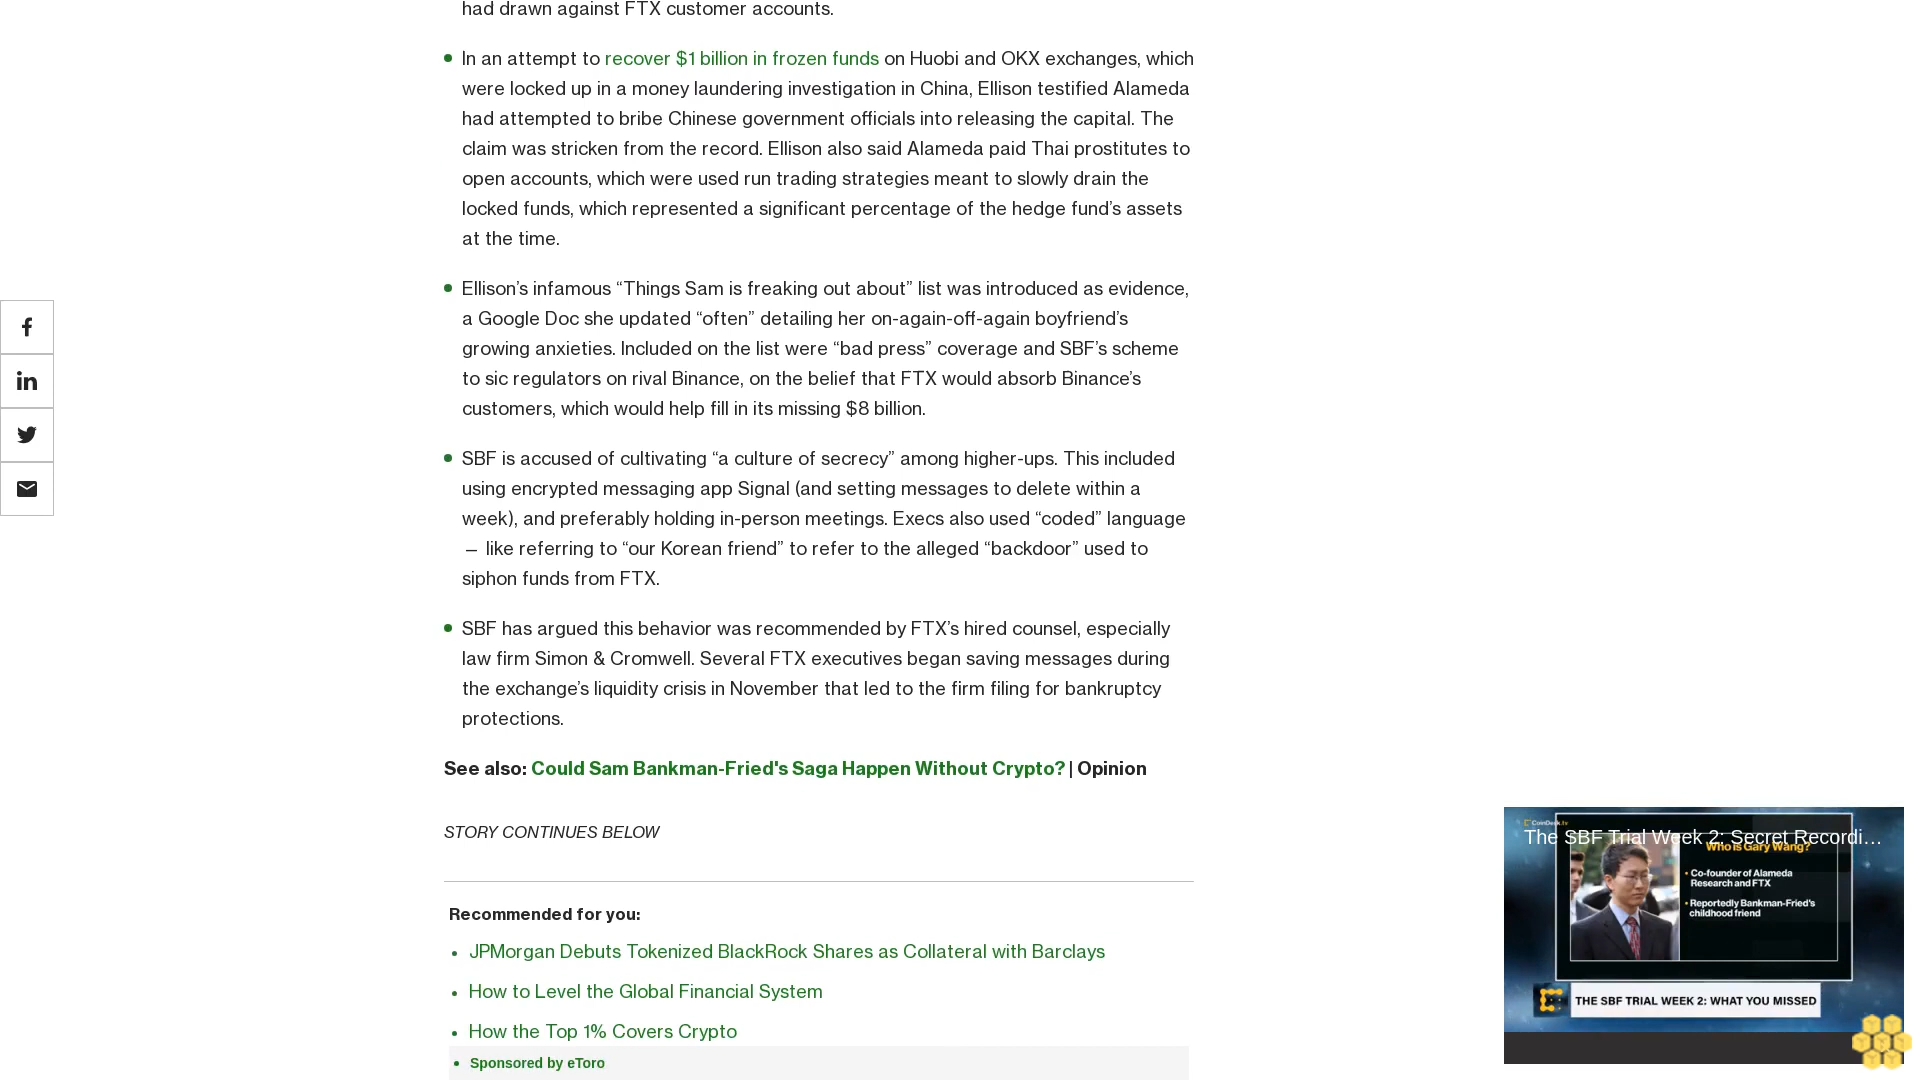 had drawn against FTX customer accounts.
In an attempt to recover $1 billion in frozen funds on Huobi and OKX exchanges, which
were locked up in a money laundering investigation in China, Ellison testified Alameda
had attempted to bribe Chinese government officials into releasing the capital. The
claim was stricken from the record. Ellison also said Alameda paid Thai prostitutes to
open accounts, which were used run trading strategies meant to slowly drain the
locked funds, which represented a significant percentage of the hedge fund’s assets
at the time.
Ellison’s infamous “Things Sam is freaking out about” list was introduced as evidence,
a Google Doc she updated “often” detailing her on-again-off-again boyfriend’s
growing anxieties. Included on the list were “bad press” coverage and SBF’s scheme
to sic regulators on rival Binance, on the belief that FTX would absorb Binance’s
customers, which would help fill in its missing $8 billion.
SBF is accused of cultivating “a culture of secrecy” among higher-ups. This included
using encrypted messaging app Signal (and setting messages to delete within a
week), and preferably holding in-person meetings. Execs also used “coded” language
— like referring to “our Korean friend” to refer to the alleged “backdoor” used to
siphon funds from FTX.
SBF has argued this behavior was recommended by FTX’s hired counsel, especially
law firm Simon & Cromwell. Several FTX executives began saving messages during
the exchange’s liquidity crisis in November that led to the firm filing for bankruptcy
protections.
See also: Could Sam Bankman-Fried's Saga Happen Without Crypto? | Opinion
STORY CONTINUES BELOW
Recommended for you:
JPMorgan Debuts Tokenized BlackRock Shares as Collateral with Barclays
How to Level the Global Financial System
How the Top 1% Covers Crypto
Sponsored by eToro
CoinDesk.tv
The SBF Trial Week 2: Secret Recordi…
Who is Gary Wang?
Co-founder of Alameda
Research and FTX
Reportedly Bankman-Fried's
childhood friend
THE SBF TRIAL WEEK 2: WHAT YOU MISSED